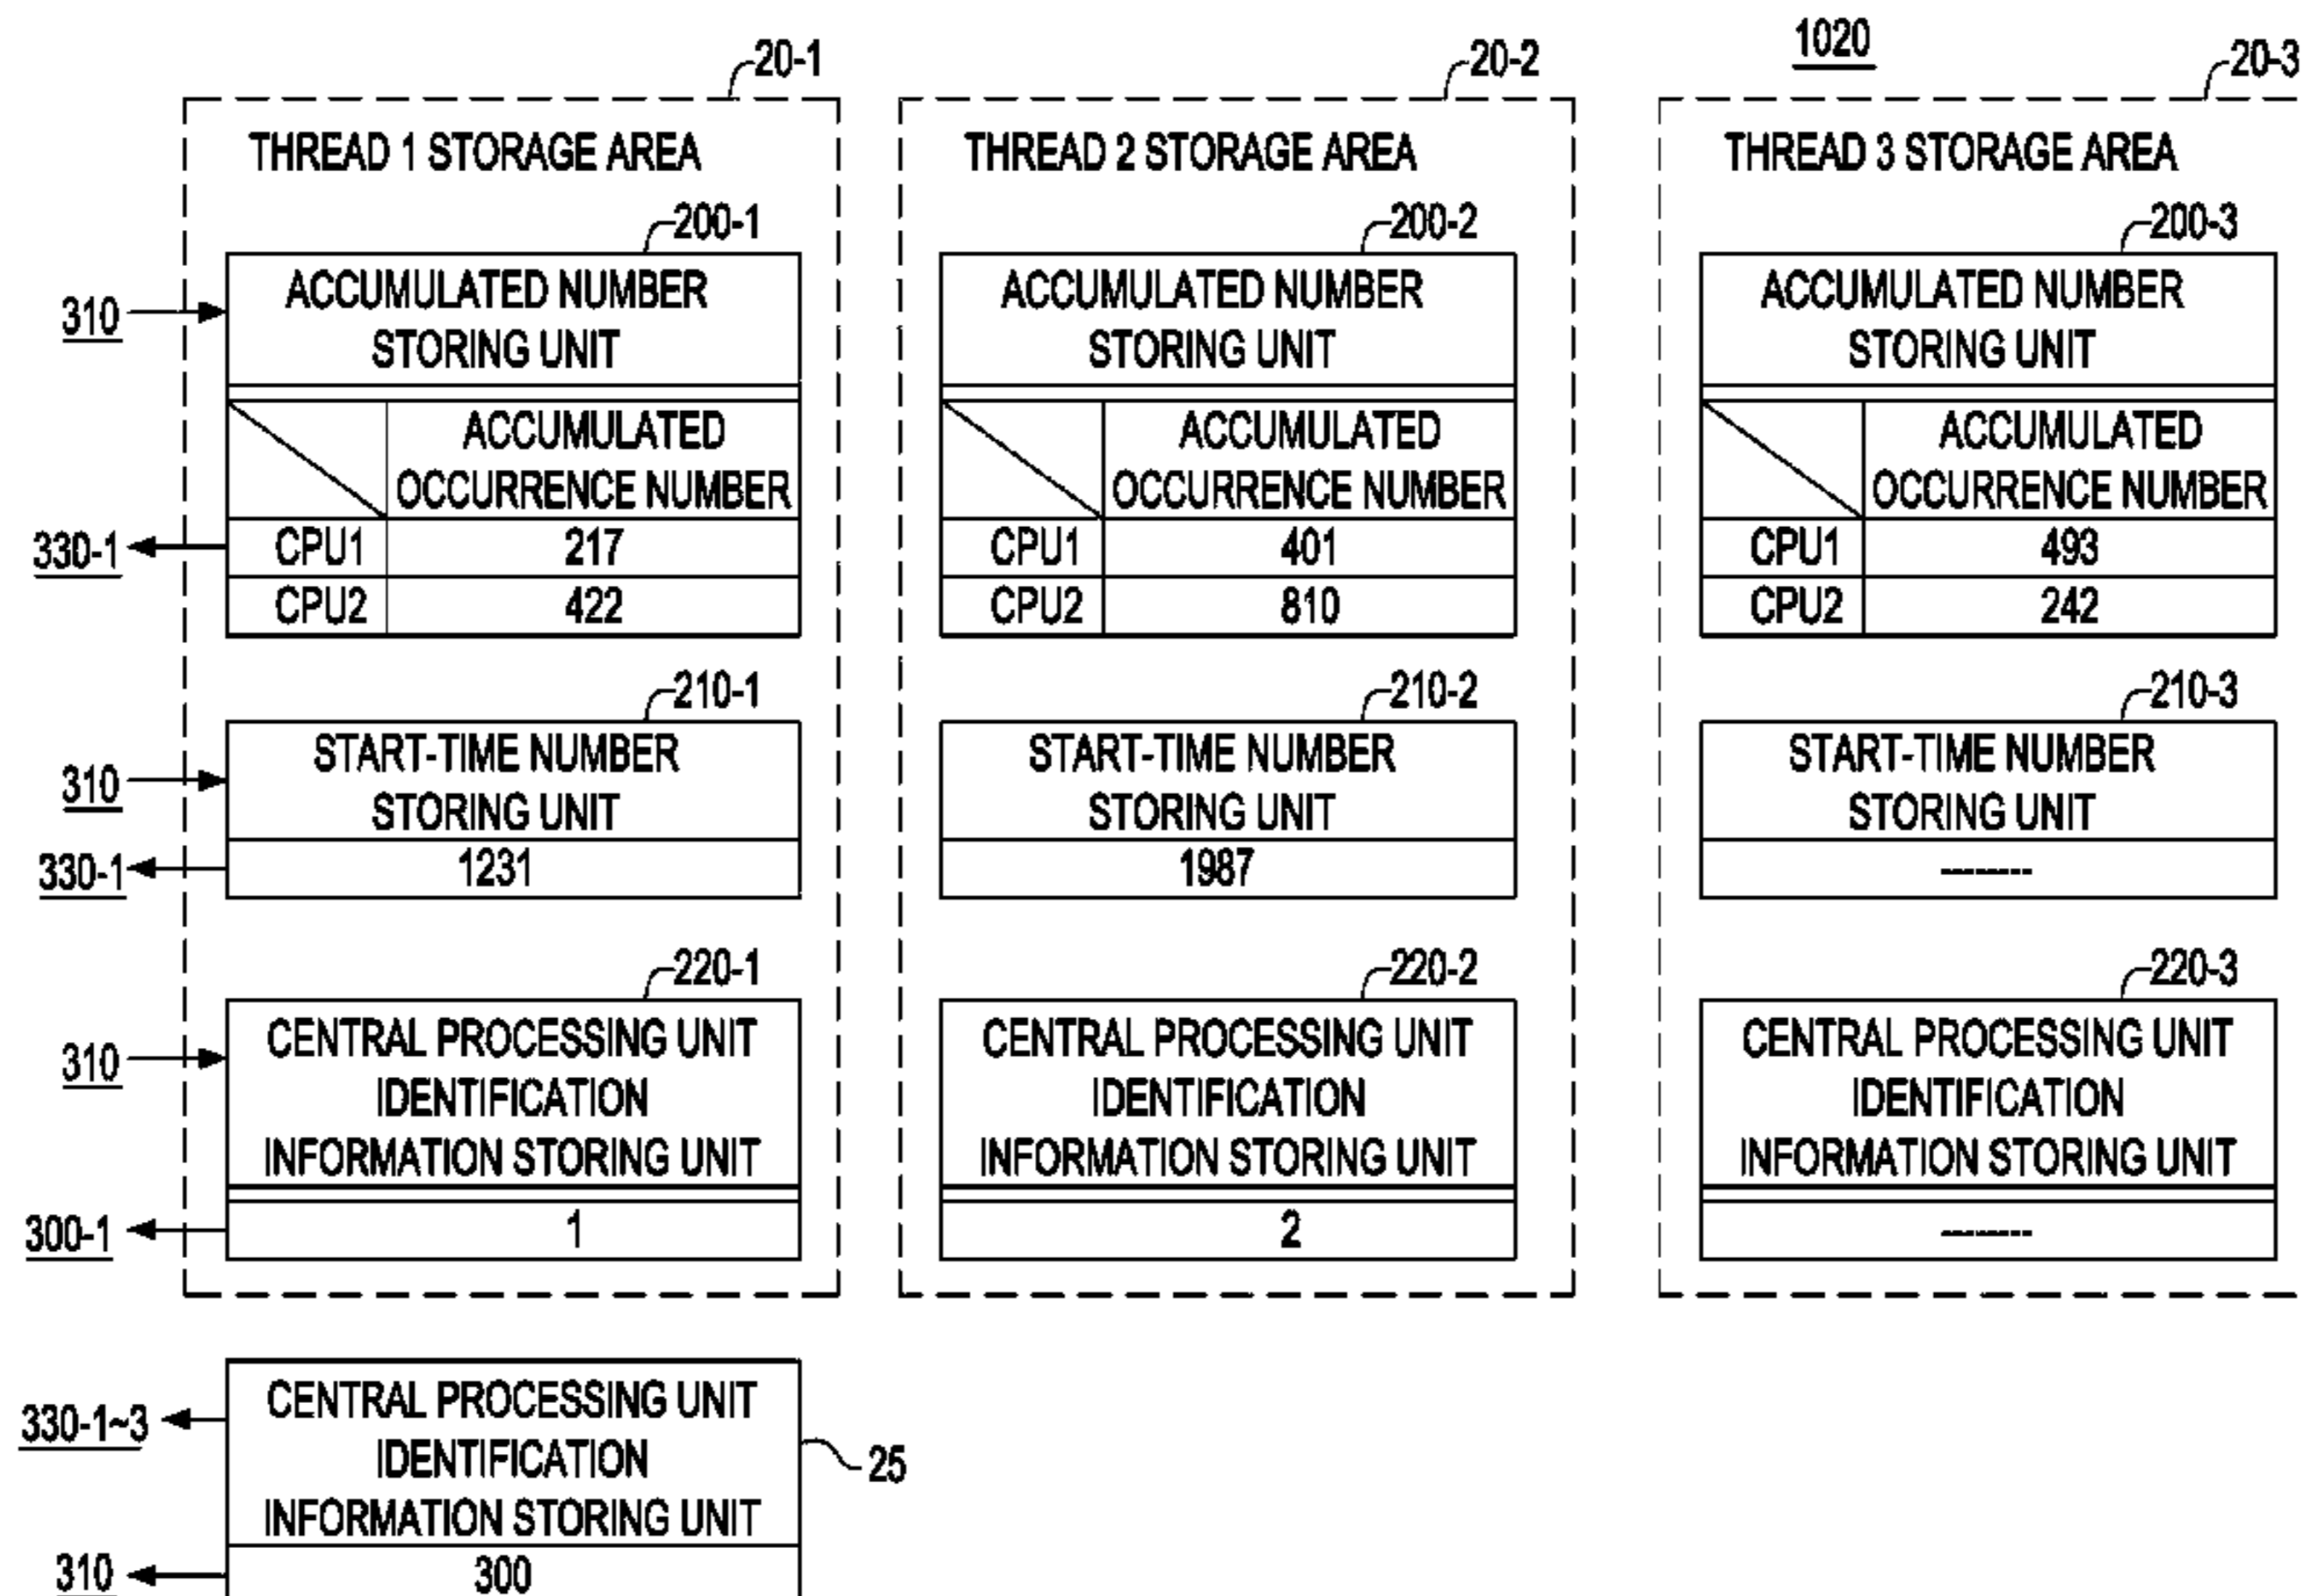 1020
20-1
20-2
20-3
THREAD 1 STORAGE AREA
THREAD 2 STORAGE AREA
THREAD 3 STORAGE AREA
200-1
200-2
200-3
310
ACCUMULATED NUMBER
STORING UNIT
ACCUMULATED NUMBER
STORING UNIT
ACCUMULATED NUMBER
STORING UNIT
ACCUMULATED
OCCURRENCE NUMBER
ACCUMULATED
OCCURRENCE NUMBER
ACCUMULATED
OCCURRENCE NUMBER
330-1
CPU1 217
CPU2 422
CPU1 401
CPU2 810
CPU1 493
CPU2 242
210-1
210-2
210-3
310
START-TIME NUMBER
STORING UNIT
330-1
1231
START-TIME NUMBER
STORING UNIT
1987
START-TIME NUMBER
STORING UNIT
--------
220-1
220-2
220-3
310
CENTRAL PROCESSING UNIT
IDENTIFICATION
INFORMATION STORING UNIT
300-1
1
CENTRAL PROCESSING UNIT
IDENTIFICATION
INFORMATION STORING UNIT
2
CENTRAL PROCESSING UNIT
IDENTIFICATION
INFORMATION STORING UNIT
--------
330-1~3
CENTRAL PROCESSING UNIT
IDENTIFICATION
INFORMATION STORING UNIT
25
310
300